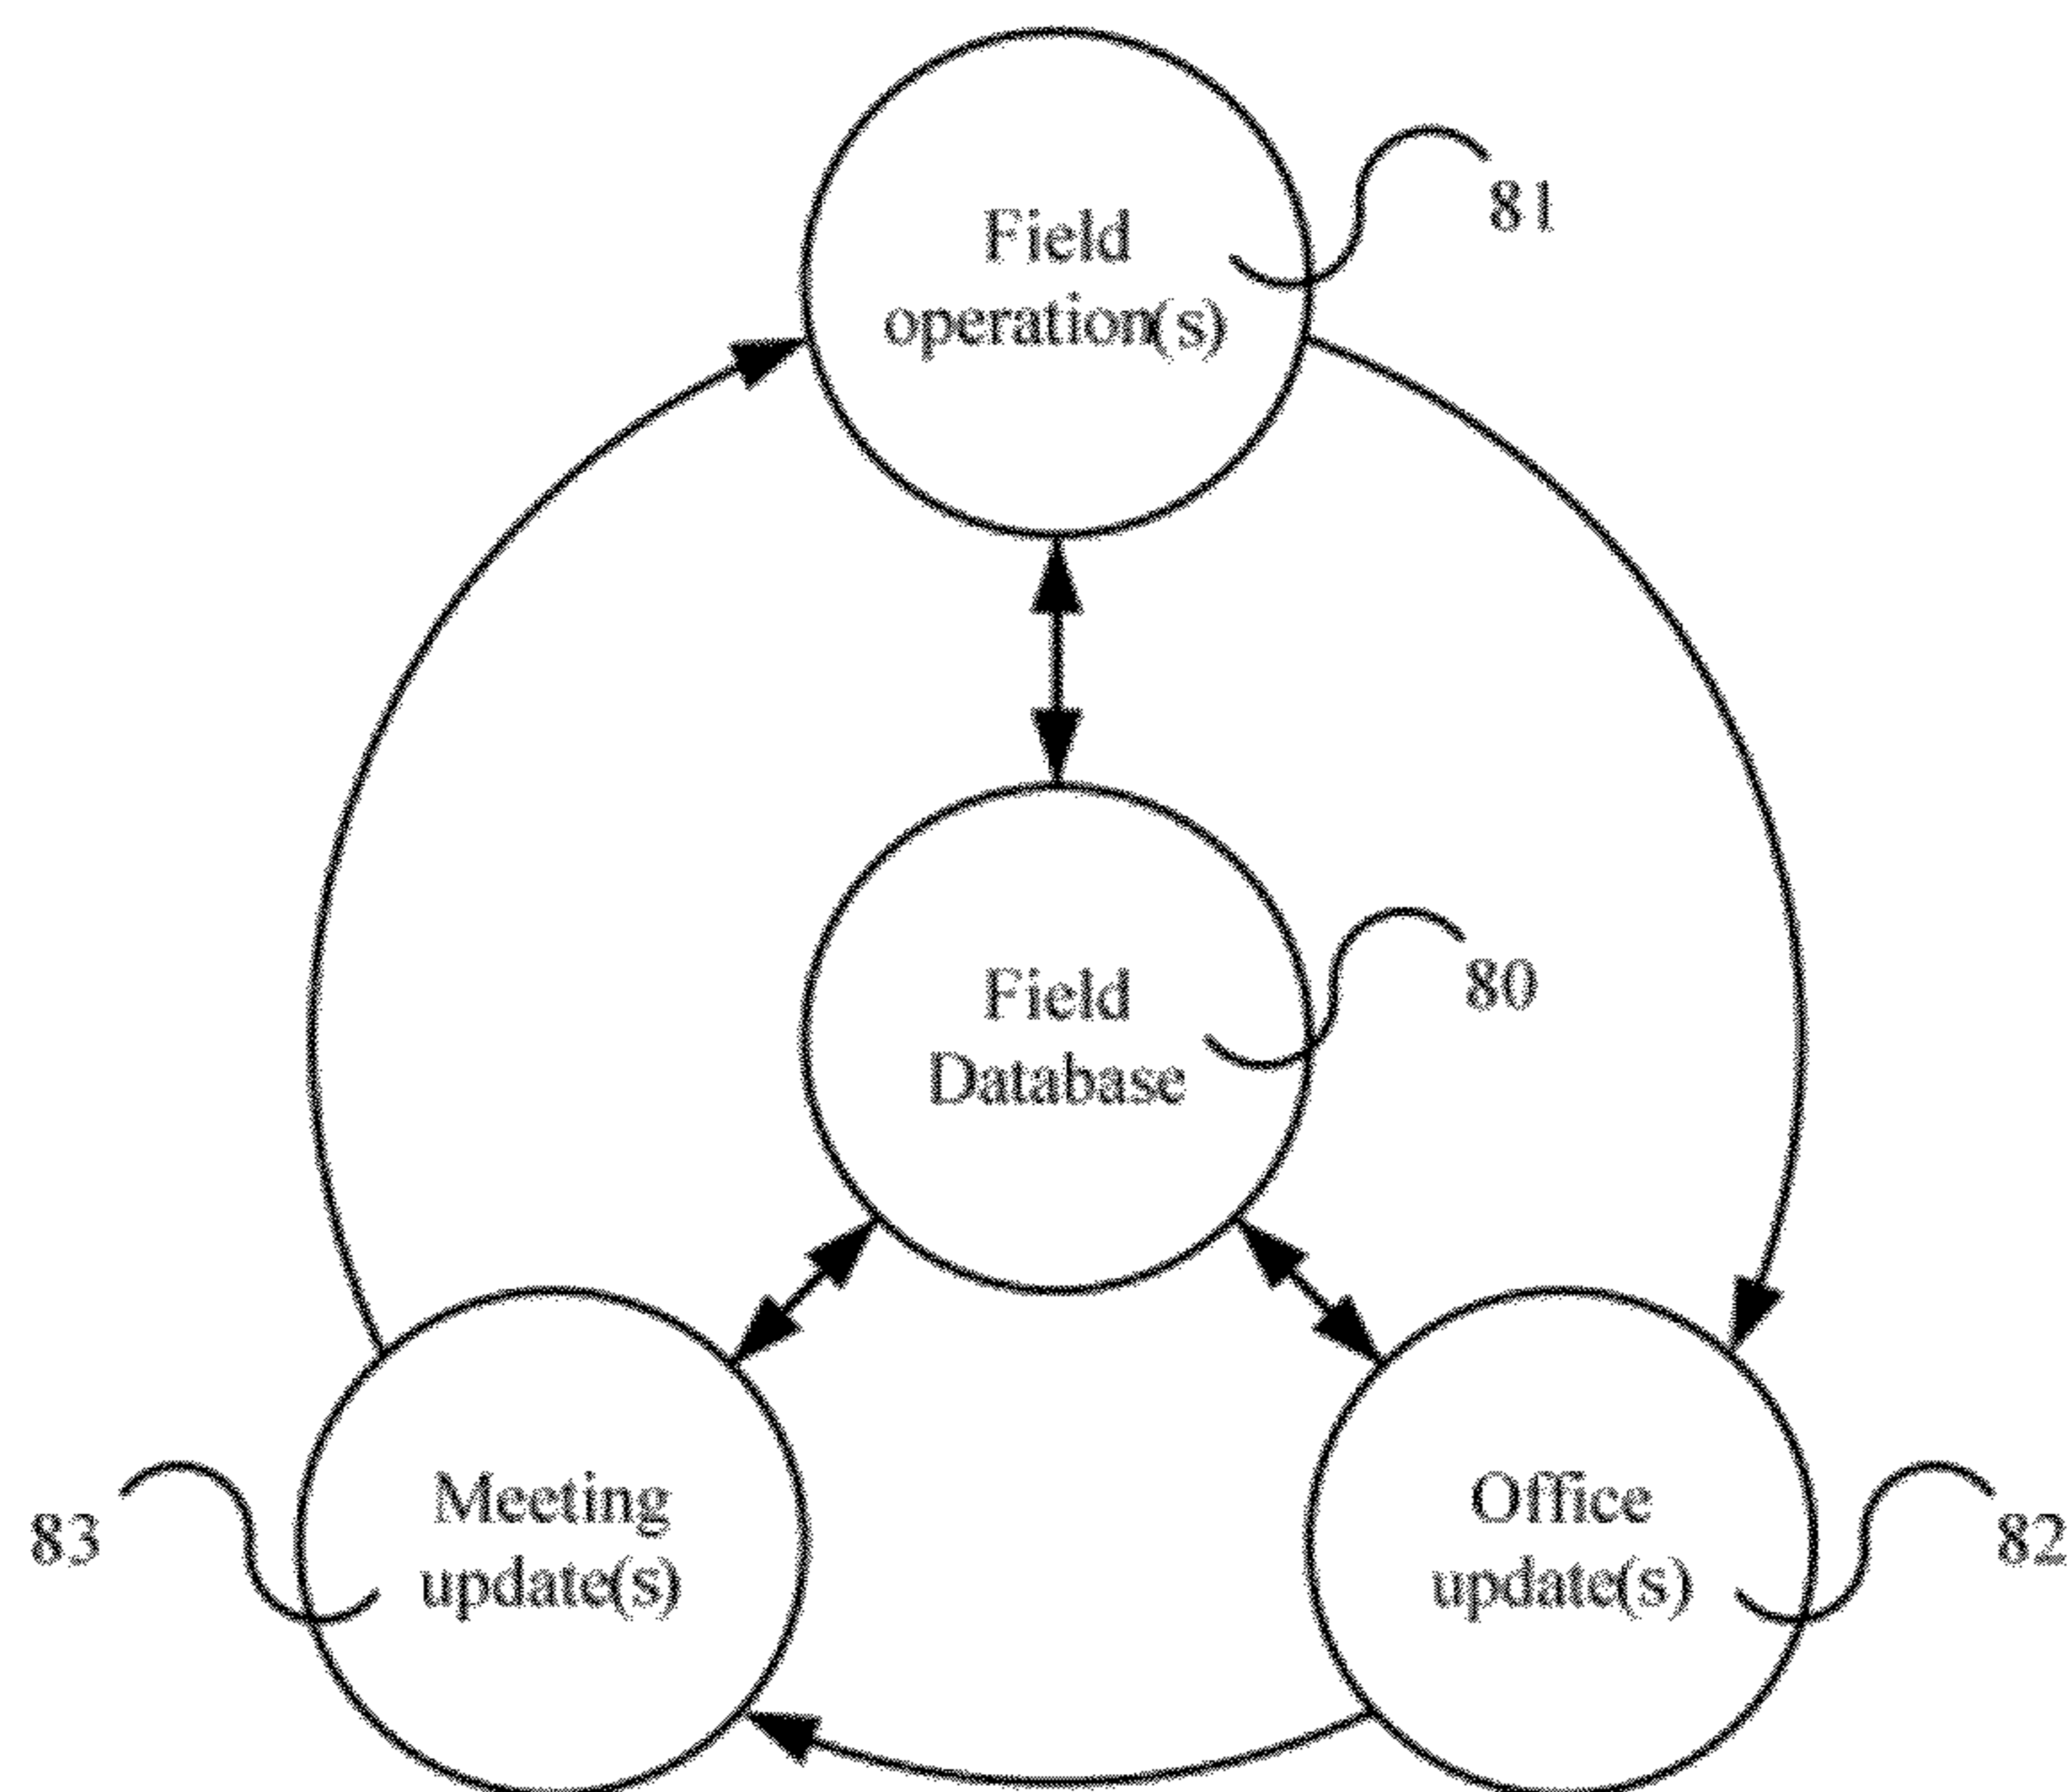 Field
operation(s)
81
Field
Database
80
Meeting
update(s)
83
Office
update(s)
82